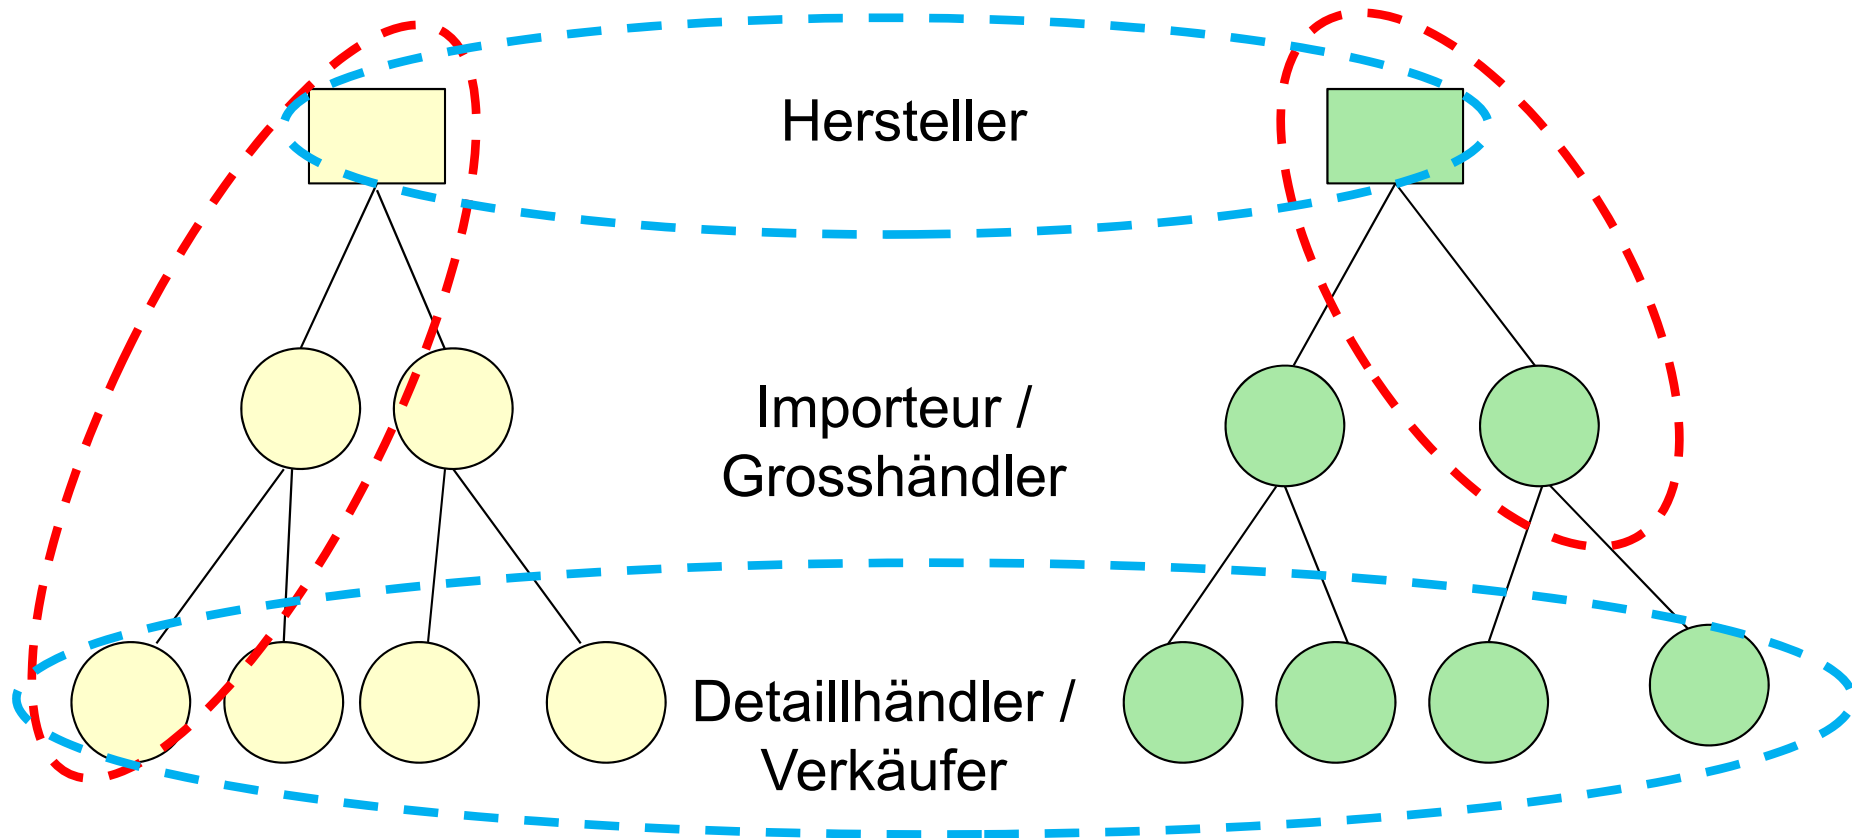 Hersteller
Importeur /
Grosshändler
Detaillhändler /
Verkäufer